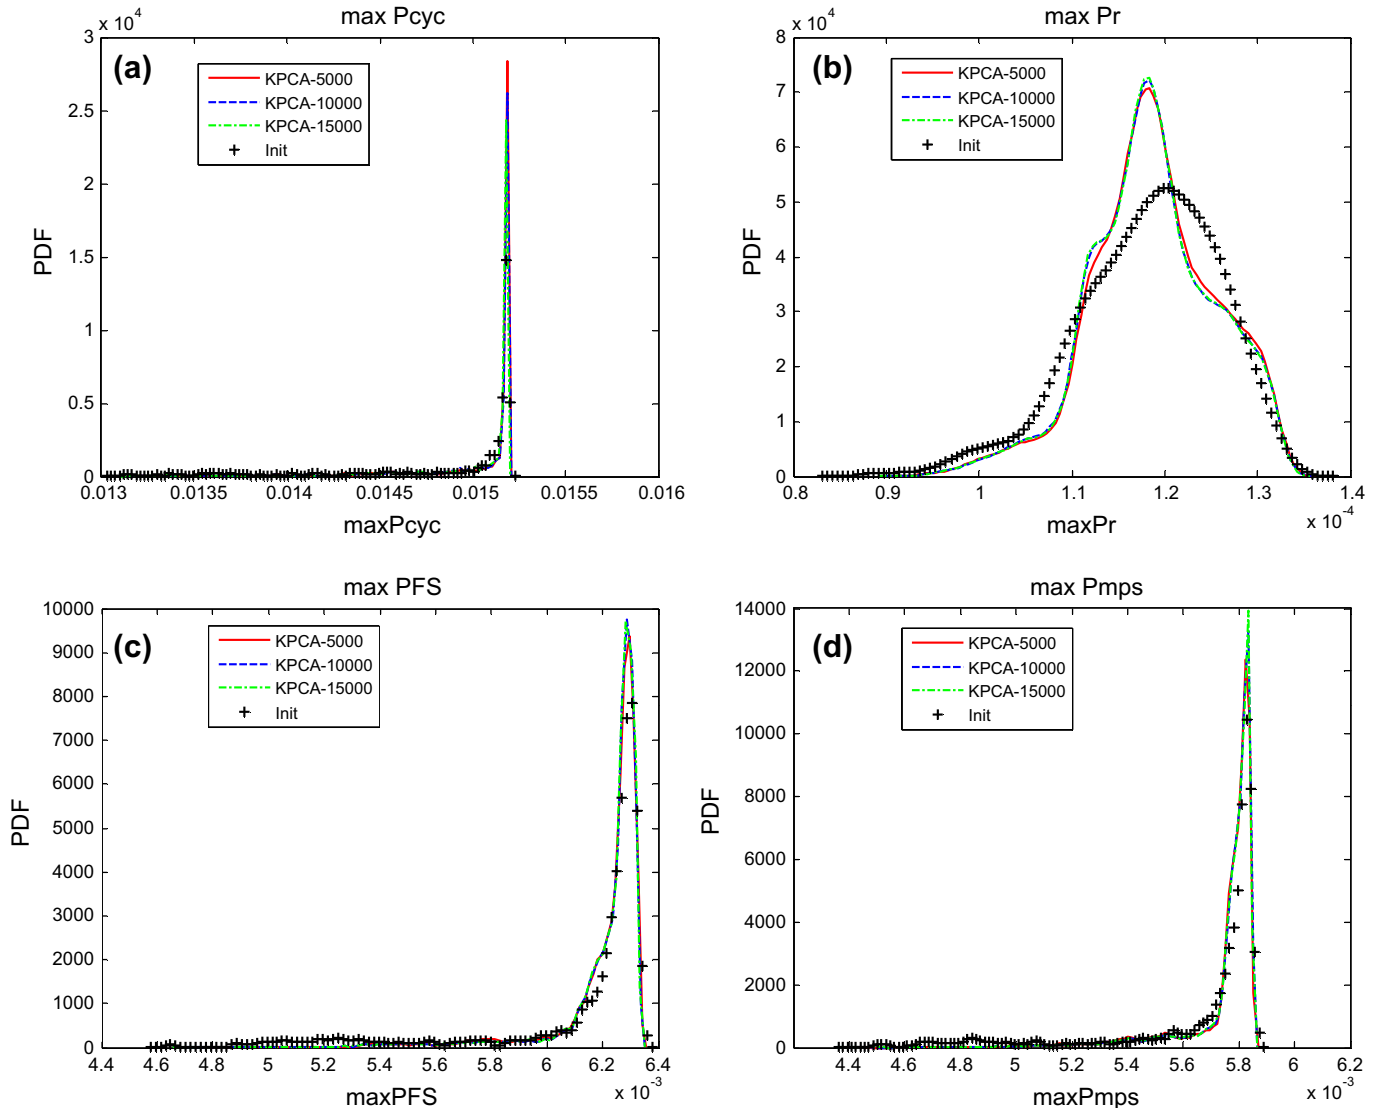 max Pcyc
x 10^4
(a)
KPCA-5000
KPCA-10000
KPCA-15000
Init
3
2.5
2
1.5
1
0.5
0
PDF
0.013
0.0135
0.014
0.0145
0.015
0.0155
0.016
maxPcyc
max Pr
x 10^4
(b)
KPCA-5000
KPCA-10000
KPCA-15000
Init
8
7
6
5
4
3
2
1
0
PDF
0.8
0.9
1
1.1
1.2
1.3
1.4
x 10^-4
maxPr
max PFS
(c)
KPCA-5000
KPCA-10000
KPCA-15000
Init
10000
9000
8000
7000
6000
5000
4000
3000
2000
1000
0
PDF
4.4
4.6
4.8
5
5.2
5.4
5.6
5.8
6
6.2
6.4
x 10^-3
maxPFS
max Pmps
(d)
KPCA-5000
KPCA-10000
KPCA-15000
Init
14000
12000
10000
8000
6000
4000
2000
0
PDF
4.4
4.6
4.8
5
5.2
5.4
5.6
5.8
6
6.2
x 10^-3
maxPmps